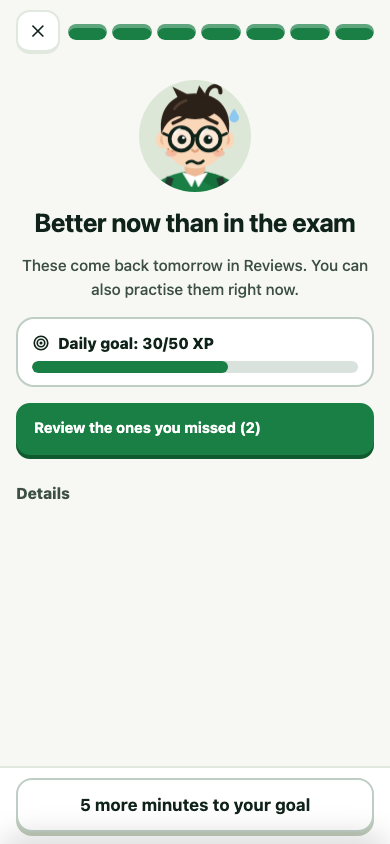 Better now than in the exam
These come back tomorrow in Reviews. You can
also practise them right now.
Daily goal: 30/50 XP
Review the ones you missed (2)
Details
5 more minutes to your goal